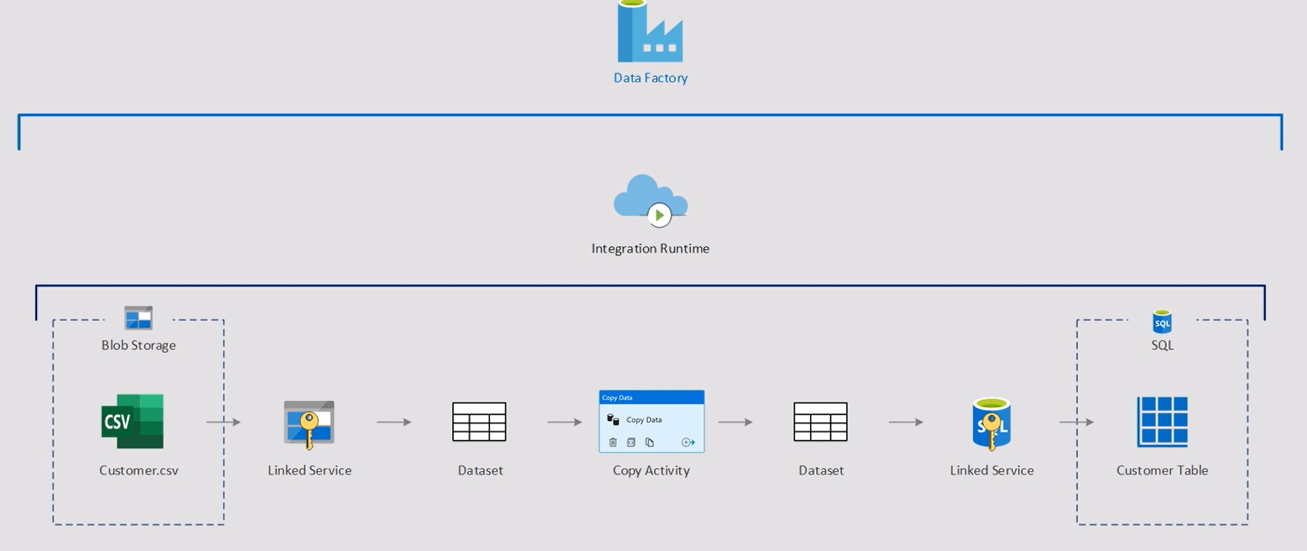 Data Factory
Integration Runtime
Blob Storage
SQL
SQL
CSV
Copy Data
Copy Data
SQL
Customer.csv
Linked Service
Dataset
Copy Activity
Dataset
Linked Service
Customer Table